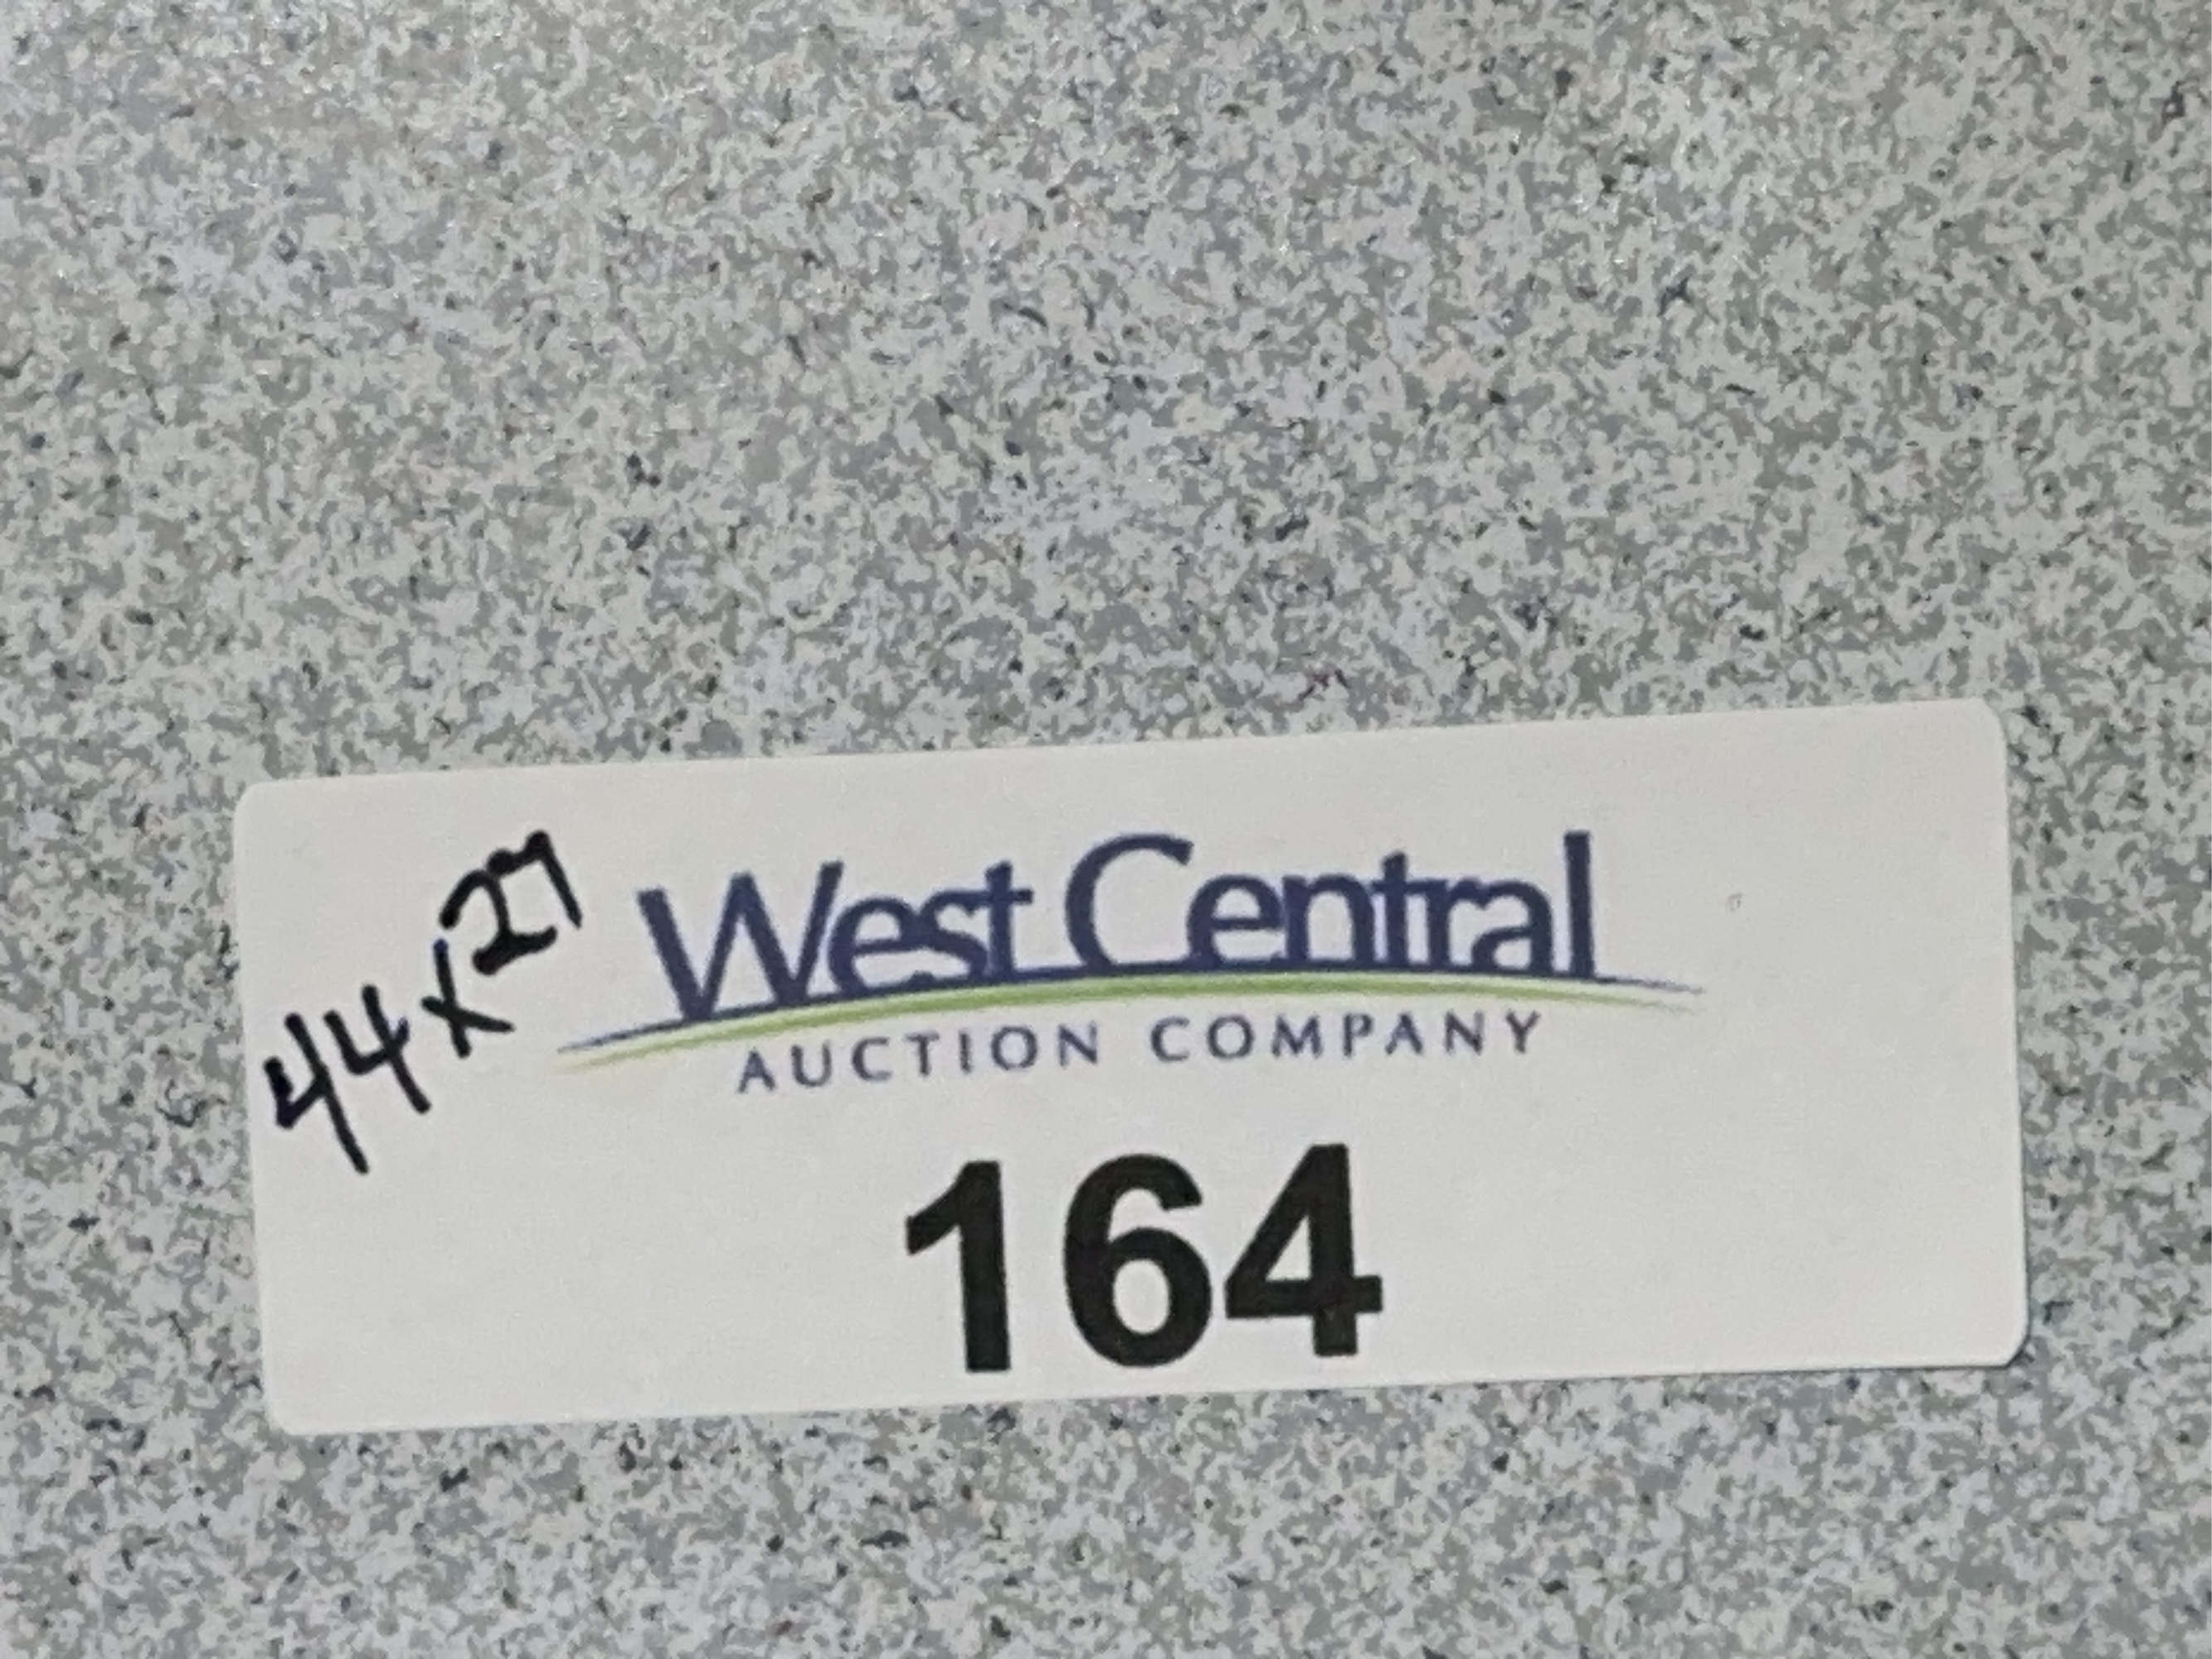 44x27
West Central
AUCTION COMPANY
164